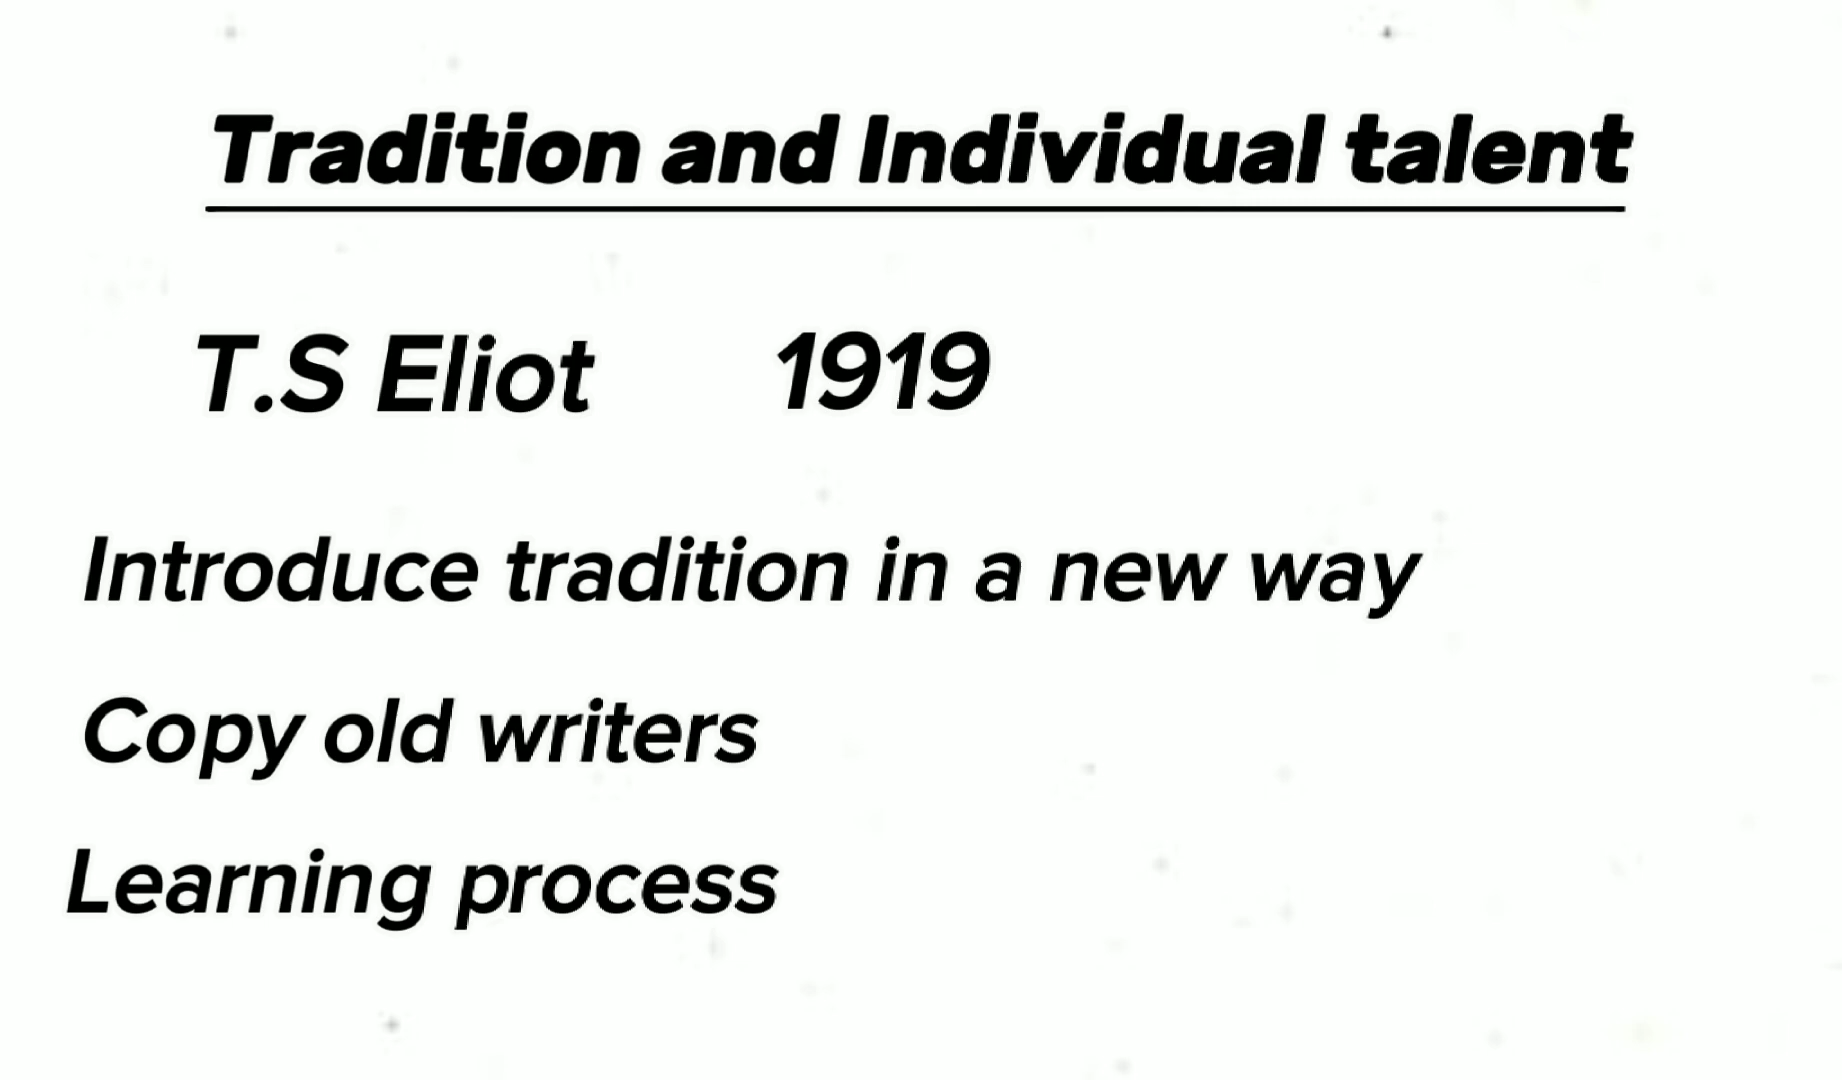 Tradition and Individual talent
T.S Eliot 1919
Introduce tradition in a new way
Copy old writers
Learning process